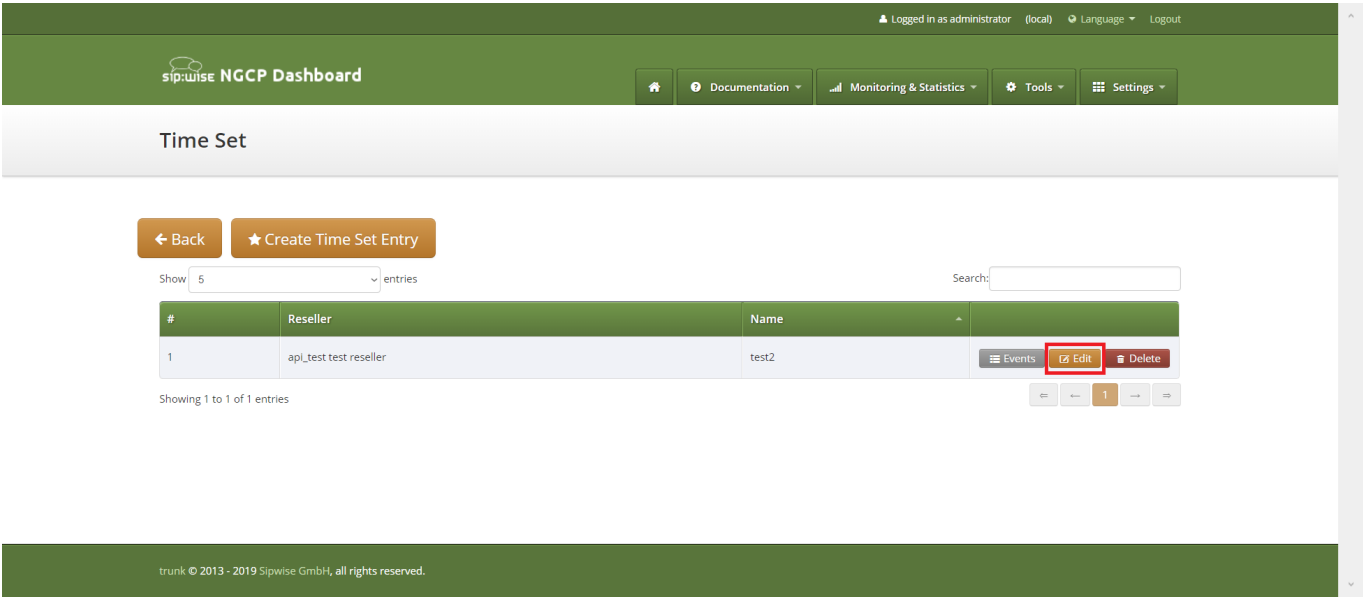 Logged in as administrator (local) Language Logout
sip:wise NGCP Dashboard
Documentation Monitoring & Statistics Tools Settings
Time Set
Back Create Time Set Entry
Show 5 entries Search:
# Reseller Name
1 api_test test reseller test2 Events Edit Delete
Showing 1 to 1 of 1 entries ⇐ ← 1 → ⇒
trunk © 2013 - 2019 Sipwise GmbH, all rights reserved.